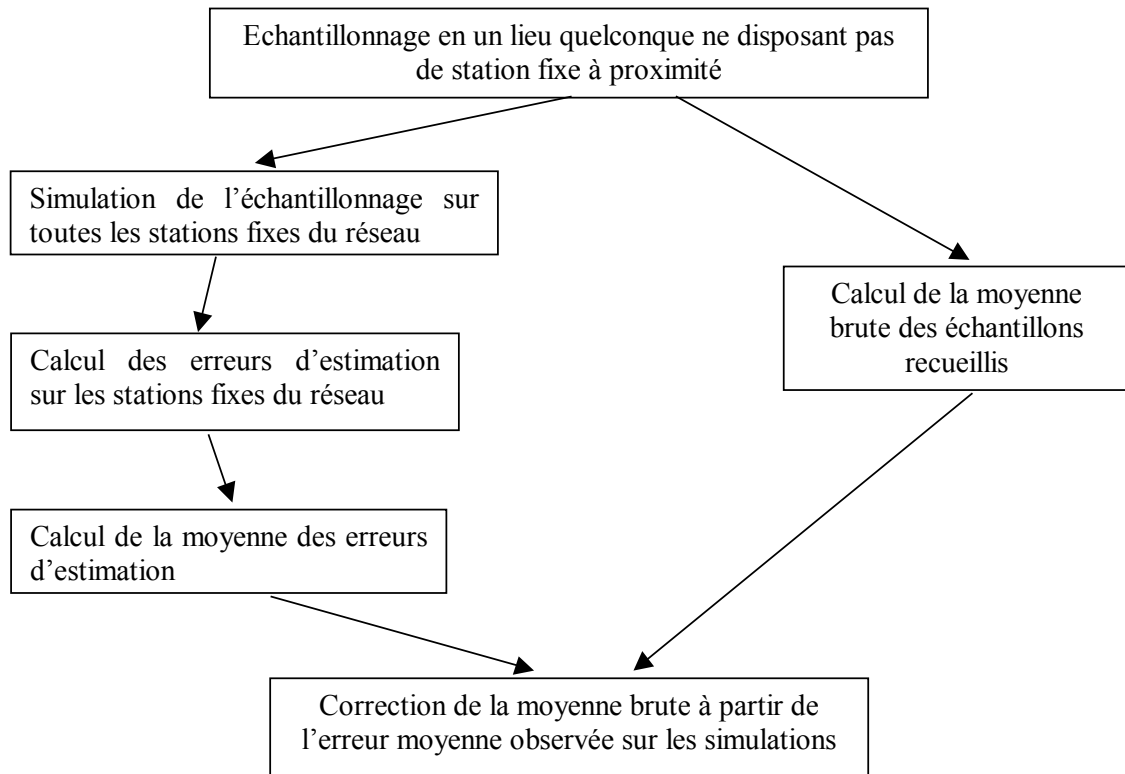 Echantillonnage en un lieu quelconque ne disposant pas
de station fixe à proximité
Simulation de l’échantillonnage sur
toutes les stations fixes du réseau
Calcul des erreurs d’estimation
sur les stations fixes du réseau
Calcul de la moyenne des erreurs
d’estimation
Calcul de la moyenne
brute des échantillons
recueillis
Correction de la moyenne brute à partir de
l’erreur moyenne observée sur les simulations